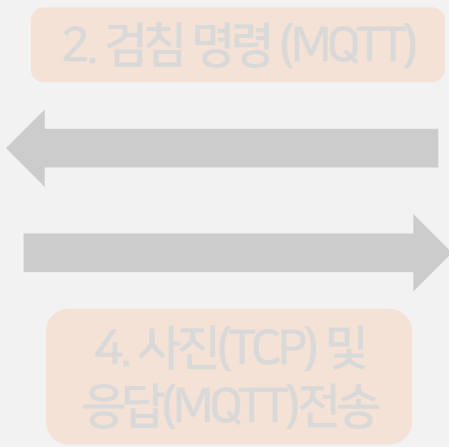 2. 검침 명령 (MQTT)
4. 사진(TCP) 및
응답(MQTT)전송